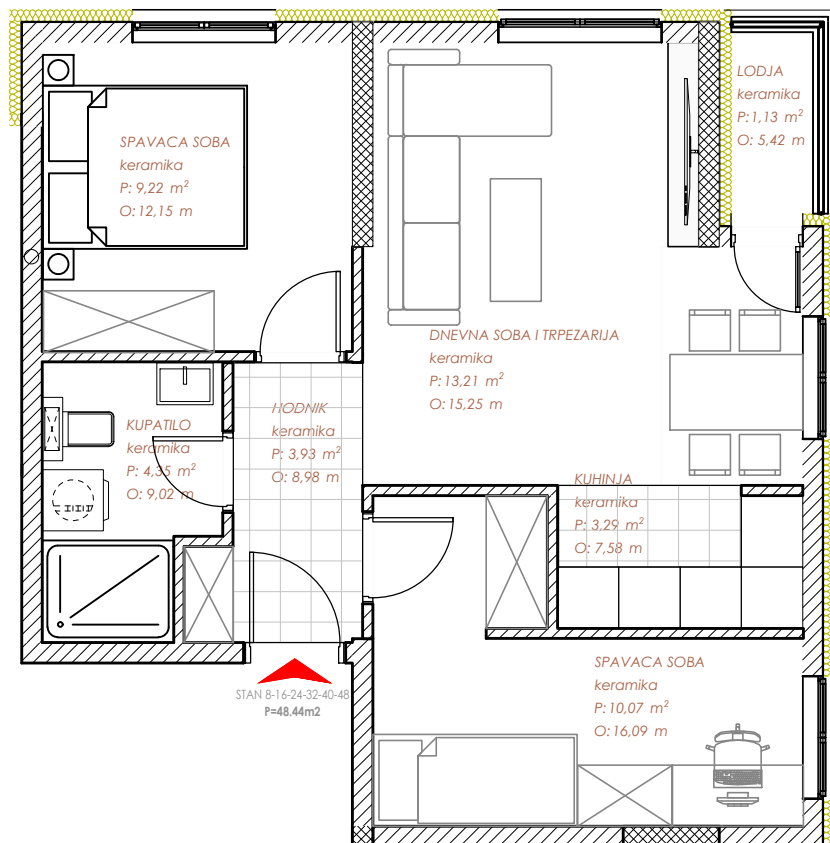 LODJA
keramika
P: 1,13 m²
O: 5,42 m
SPAVACA SOBA
keramika
P: 9,22 m²
O: 12,15 m
DNEVNA SOBA I TRPEZARIJA
keramika
P: 13,21 m²
O: 15,25 m
HODNIK
keramika
P: 3,93 m²
O: 8,98 m
KUPATILO
keramika
P: 4,35 m²
O: 9,02 m
KUHINJA
keramika
P: 3,29 m²
O: 7,58 m
SPAVACA SOBA
keramika
P: 10,07 m²
O: 16,09 m
STAN 8-16-24-32-40-48
P=48.44m2